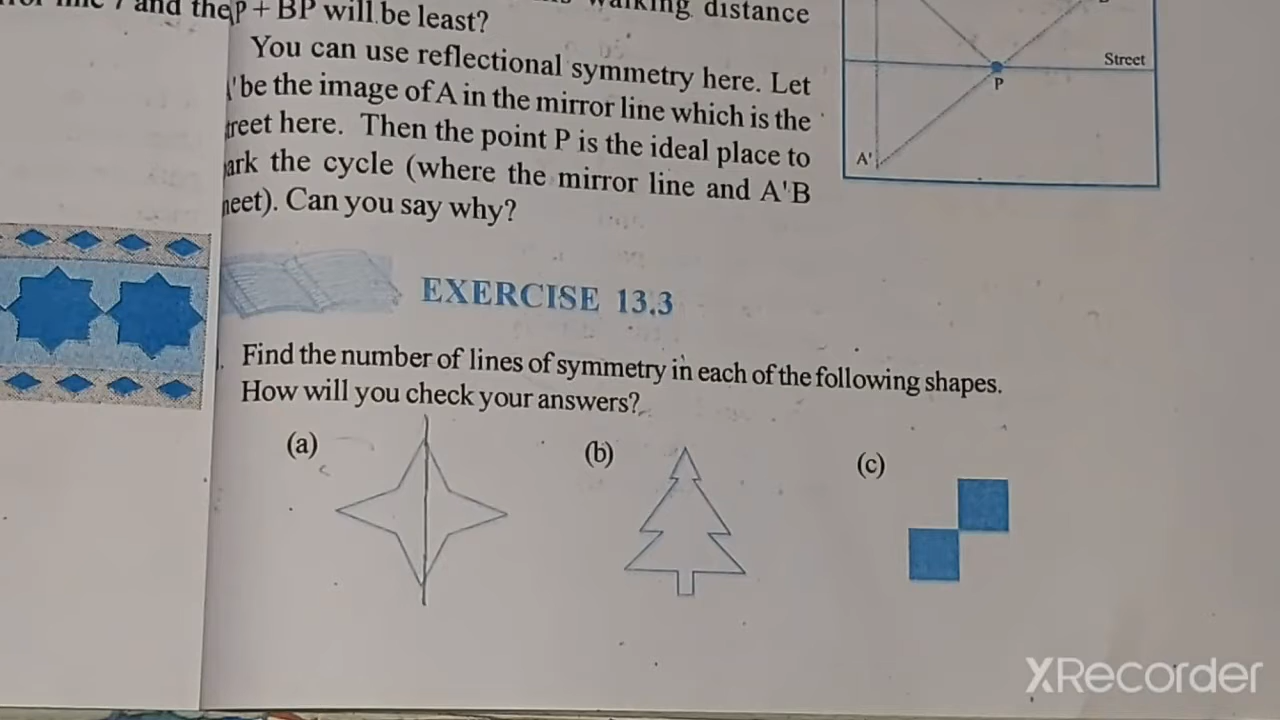 and the P + BP will be least?
walking distance
You can use reflectional symmetry here. Let
A' be the image of A in the mirror line which is the
treet here. Then the point P is the ideal place to
ark the cycle (where the mirror line and A'B
neet). Can you say why?
Street
P
A'
EXERCISE 13.3
Find the number of lines of symmetry in each of the following shapes.
How will you check your answers?
(a)
(b)
(c)
XRecorder